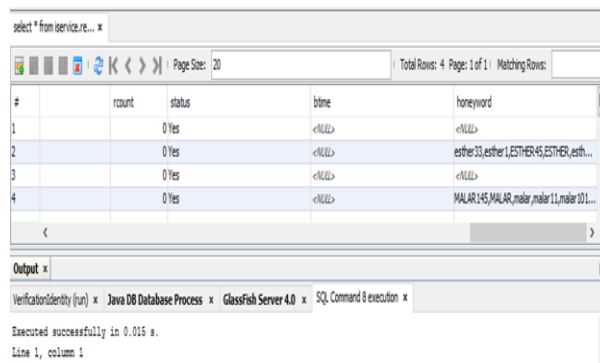 select * from iservice.re... x
Page Size: 20 Total Rows: 4 Page: 1 of 1 Matching Rows:
# rcount status btime honeyword
1 0 Yes <NULL> <NULL>
2 0 Yes <NULL> esther33,esther1,ESTHER45,ESTHER,esth...
3 0 Yes <NULL> <NULL>
4 0 Yes <NULL> MALAR145,MALAR,malar,malar11,malar101...
Output x
VerificationIdentity (run) x Java DB Database Process x GlassFish Server 4.0 x SQL Command 8 execution x
Executed successfully in 0.015 s.
Line 1, column 1